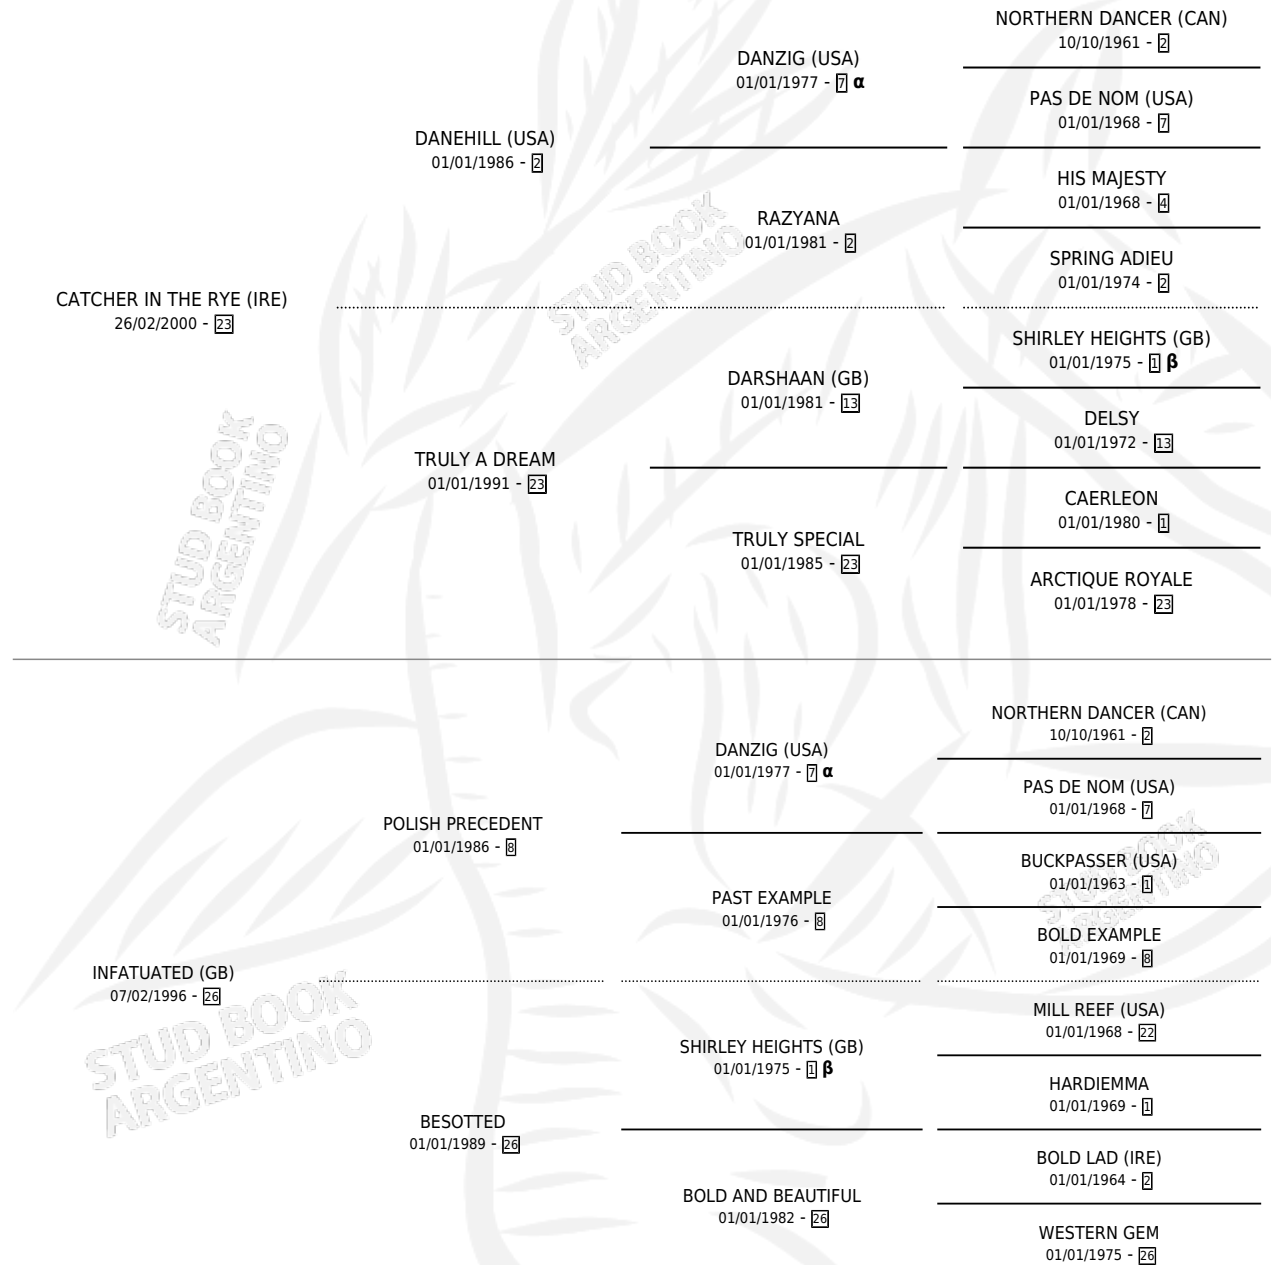 NORTHERN DANCER (CAN)
10/10/1961 - 2
DANZIG (USA)
01/01/1977 - 7 α
PAS DE NOM (USA)
01/01/1968 - 7
DANEHILL (USA)
01/01/1986 - 2
HIS MAJESTY
01/01/1968 - 4
RAZYANA
01/01/1981 - 2
SPRING ADIEU
01/01/1974 - 2
CATCHER IN THE RYE (IRE)
26/02/2000 - 23
SHIRLEY HEIGHTS (GB)
01/01/1975 - 1 β
DARSHAAN (GB)
01/01/1981 - 13
DELSY
01/01/1972 - 13
TRULY A DREAM
01/01/1991 - 23
CAERLEON
01/01/1980 - 1
TRULY SPECIAL
01/01/1985 - 23
ARCTIQUE ROYALE
01/01/1978 - 23
NORTHERN DANCER (CAN)
10/10/1961 - 2
DANZIG (USA)
01/01/1977 - 7 α
PAS DE NOM (USA)
01/01/1968 - 7
POLISH PRECEDENT
01/01/1986 - 8
BUCKPASSER (USA)
01/01/1963 - 1
PAST EXAMPLE
01/01/1976 - 8
BOLD EXAMPLE
01/01/1969 - 8
INFATUATED (GB)
07/02/1996 - 26
MILL REEF (USA)
01/01/1968 - 22
SHIRLEY HEIGHTS (GB)
01/01/1975 - 1 β
HARDIEMMA
01/01/1969 - 1
BESOTTED
01/01/1989 - 26
BOLD LAD (IRE)
01/01/1964 - 2
BOLD AND BEAUTIFUL
01/01/1982 - 26
WESTERN GEM
01/01/1975 - 26
STUD BOOK
ARGENTINO
STUD BOOK
ARGENTINO
STUD BOOK
ARGENTINO
STUD BOOK
ARGENTINO